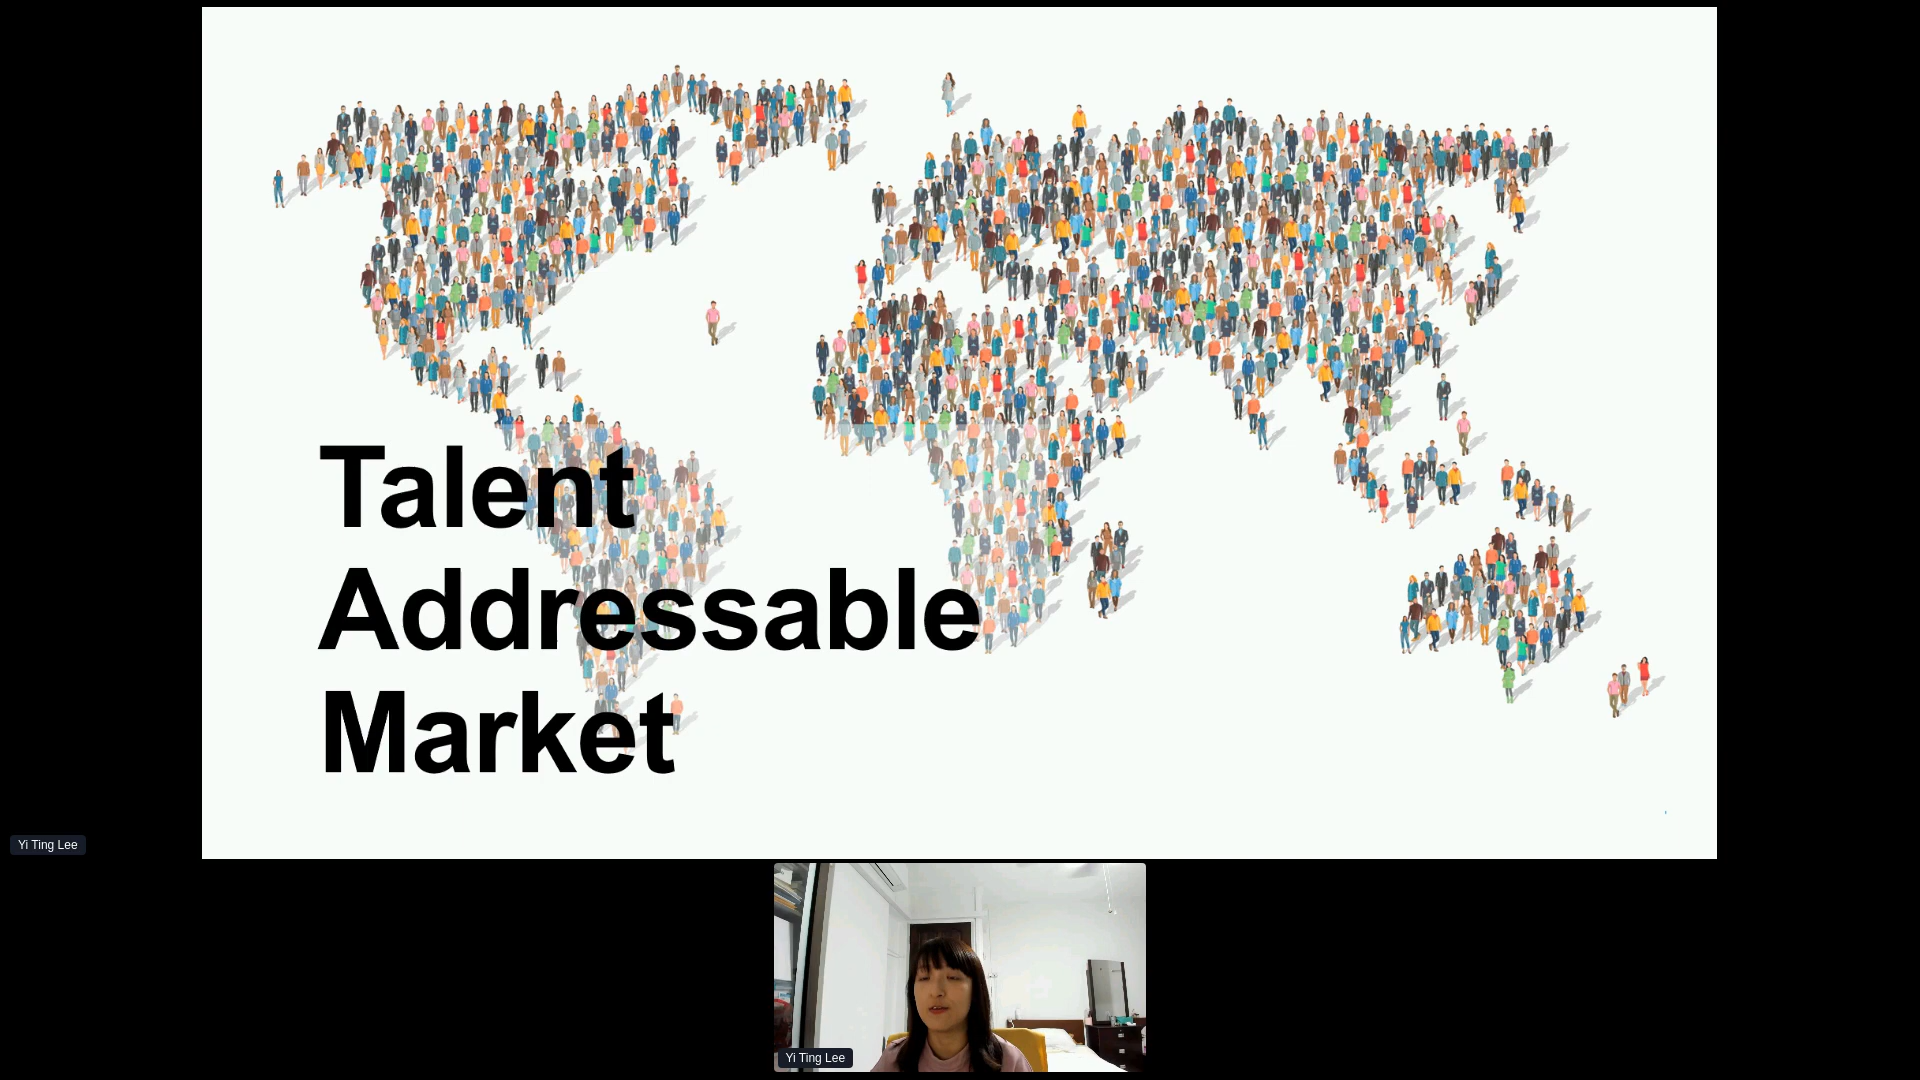 Talent
Addressable
Market
Yi Ting Lee
Yi Ting Lee